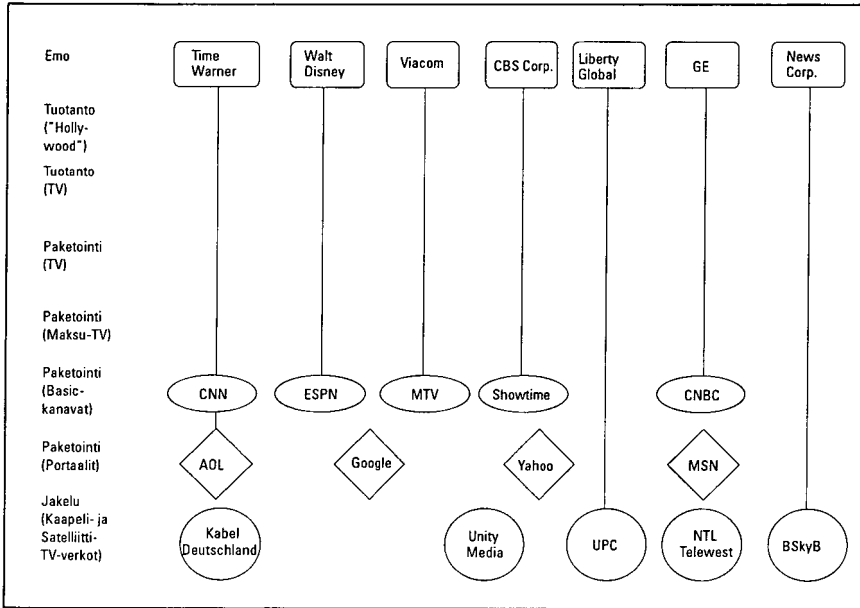 Emo
Time
Warner
Walt
Disney
Viacom
CBS Corp.
Liberty
Global
GE
News
Corp.
Tuotanto
("Holly-
wood")
Tuotanto
(TV)
Paketointi
(TV)
Paketointi
(Maksu-TV)
Paketointi
(Basic-
kanavat)
CNN
ESPN
MTV
Showtime
CNBC
Paketointi
(Portaalit)
AOL
Google
Yahoo
MSN
Jakelu
(Kaapeli- ja
Satelliitti-
TV-verkot)
Kabel
Deutschland
Unity
Media
UPC
NTL
Telewest
BSkyB